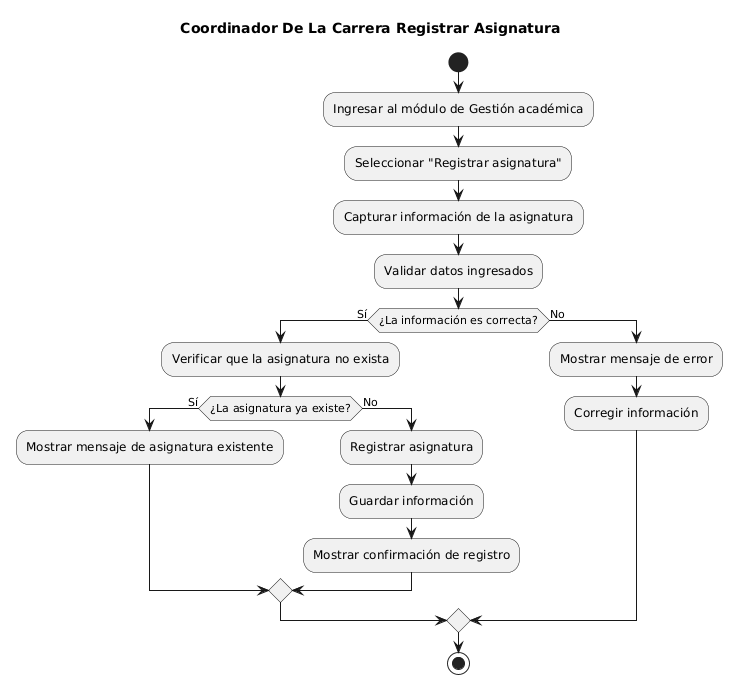 Coordinador De La Carrera Registrar Asignatura
Ingresar al módulo de Gestión académica
Seleccionar "Registrar asignatura"
Capturar información de la asignatura
Validar datos ingresados
Sí
¿La información es correcta?
No
Verificar que la asignatura no exista
Mostrar mensaje de error
Sí
¿La asignatura ya existe?
No
Corregir información
Mostrar mensaje de asignatura existente
Registrar asignatura
Guardar información
Mostrar confirmación de registro